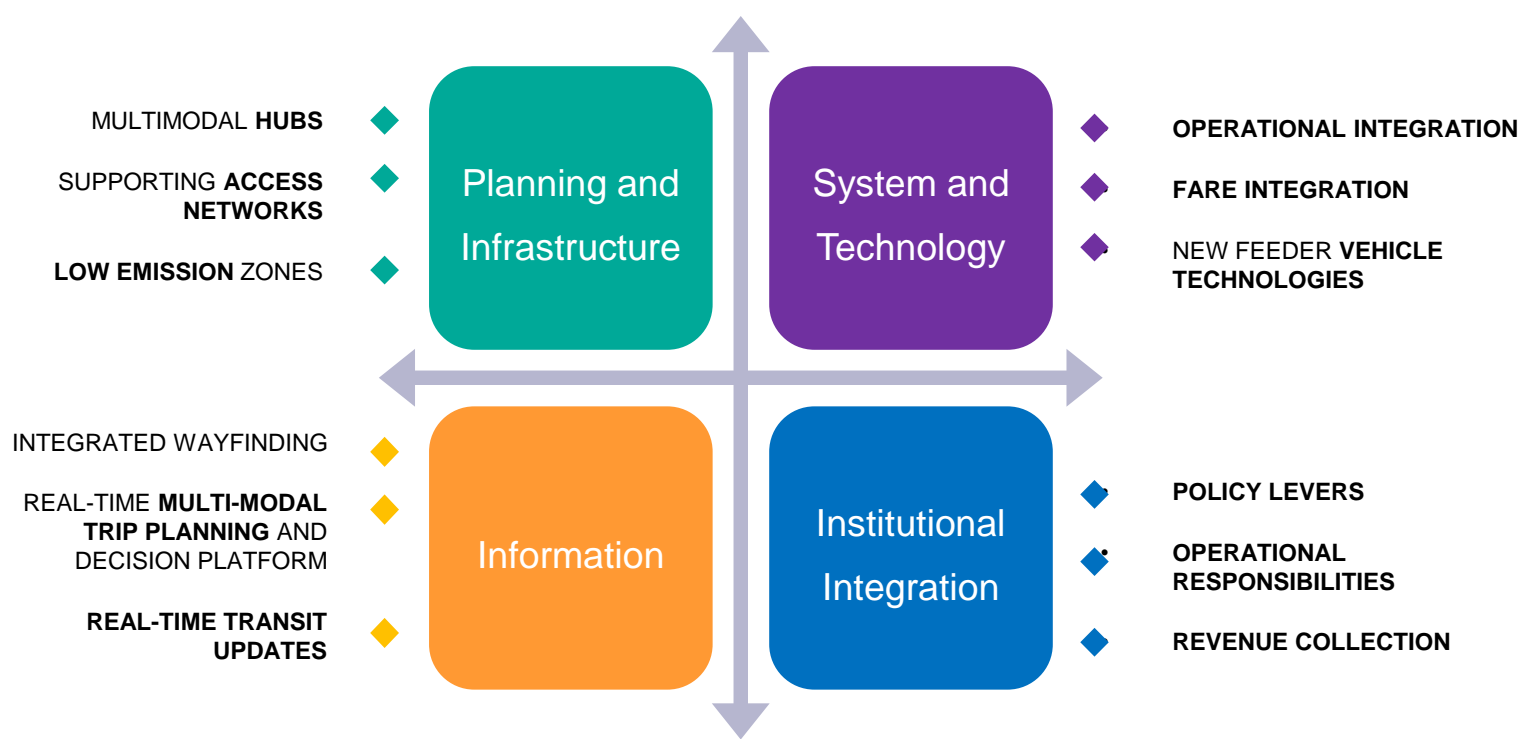 MULTIMODAL HUBS
SUPPORTING ACCESS
NETWORKS
LOW EMISSION ZONES
Planning and
Infrastructure
System and
Technology
OPERATIONAL INTEGRATION
FARE INTEGRATION
NEW FEEDER VEHICLE
TECHNOLOGIES
INTEGRATED WAYFINDING
REAL-TIME MULTI-MODAL
TRIP PLANNING AND
DECISION PLATFORM
REAL-TIME TRANSIT
UPDATES
Information
Institutional
Integration
POLICY LEVERS
OPERATIONAL
RESPONSIBILITIES
REVENUE COLLECTION